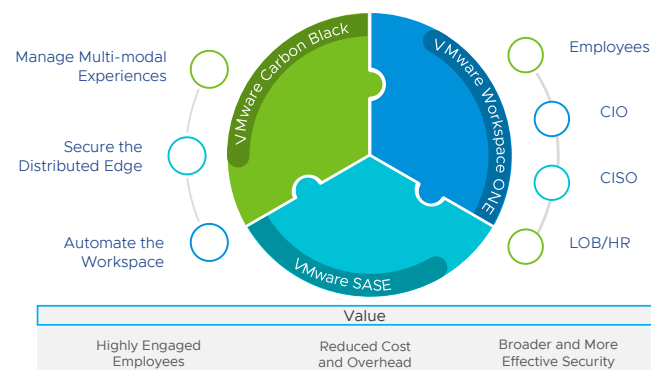 Manage Multi-modal
Experiences
Secure the
Distributed Edge
Automate the
Workspace
VMware Carbon Black
VMware Workspace ONE
VMware SASE
Employees
CIO
CISO
LOB/HR
Value
Highly Engaged
Employees
Reduced Cost
and Overhead
Broader and More
Effective Security